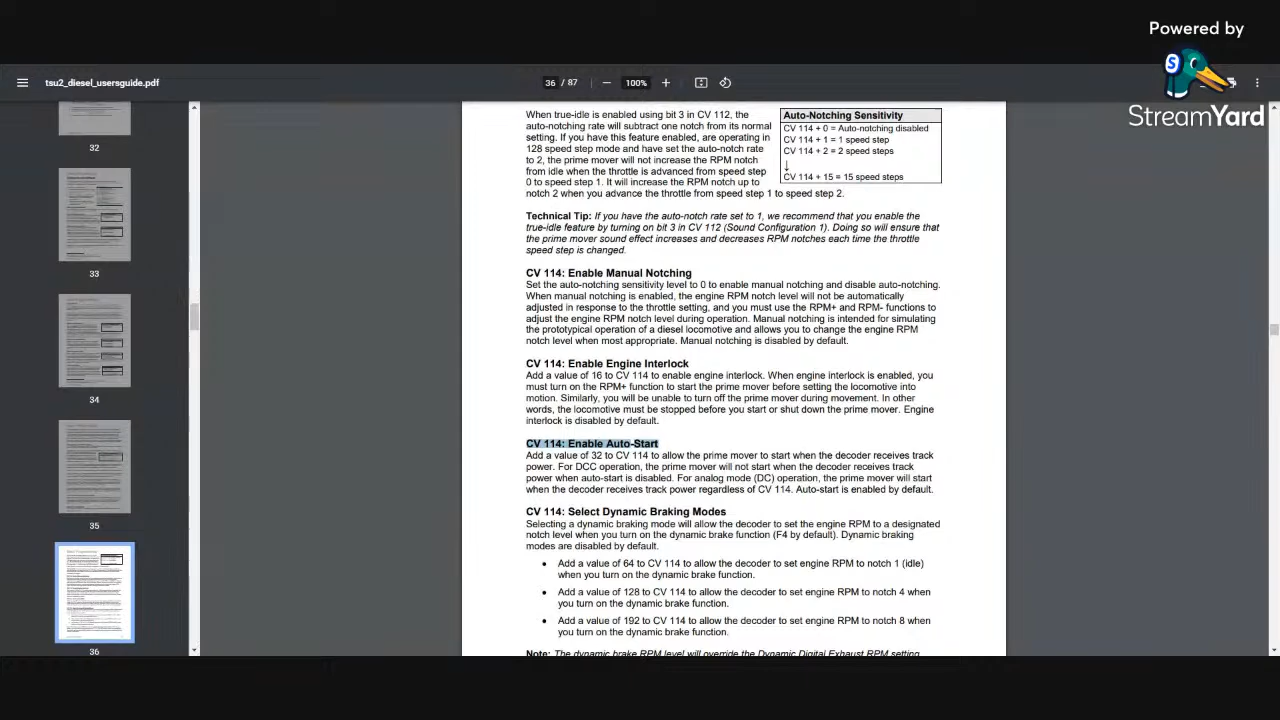 Powered by
StreamYard
tsu2_diesel_usersguide.pdf
36 / 87
100%
32
33
34
35
36
When true-idle is enabled using bit 3 in CV 112, the
auto-notching rate will subtract one notch from its normal
setting. If you have this feature enabled, are operating in
128 speed step mode and have set the auto-notch rate
to 2, the prime mover will not increase the RPM notch
from idle when the throttle is advanced from speed step
0 to speed step 1. It will increase the RPM notch up to
notch 2 when you advance the throttle from speed step 1 to speed step 2.
Auto-Notching Sensitivity
CV 114 + 0 = Auto-notching disabled
CV 114 + 1 = 1 speed step
CV 114 + 2 = 2 speed steps
↓
CV 114 + 15 = 15 speed steps
Technical Tip: If you have the auto-notch rate set to 1, we recommend that you enable the
true-idle feature by turning on bit 3 in CV 112 (Sound Configuration 1). Doing so will ensure that
the prime mover sound effect increases and decreases RPM notches each time the throttle
speed step is changed.
CV 114: Enable Manual Notching
Set the auto-notching sensitivity level to 0 to enable manual notching and disable auto-notching.
When manual notching is enabled, the engine RPM notch level will not be automatically
adjusted in response to the throttle setting, and you must use the RPM+ and RPM- functions to
adjust the engine RPM notch level during operation. Manual notching is intended for simulating
the prototypical operation of a diesel locomotive and allows you to change the engine RPM
notch level when most appropriate. Manual notching is disabled by default.
CV 114: Enable Engine Interlock
Add a value of 16 to CV 114 to enable engine interlock. When engine interlock is enabled, you
must turn on the RPM+ function to start the prime mover before setting the locomotive into
motion. Similarly, you will be unable to turn off the prime mover during movement. In other
words, the locomotive must be stopped before you start or shut down the prime mover. Engine
interlock is disabled by default.
CV 114: Enable Auto-Start
Add a value of 32 to CV 114 to allow the prime mover to start when the decoder receives track
power. For DCC operation, the prime mover will not start when the decoder receives track
power when auto-start is disabled. For analog mode (DC) operation, the prime mover will start
when the decoder receives track power regardless of CV 114. Auto-start is enabled by default.
CV 114: Select Dynamic Braking Modes
Selecting a dynamic braking mode will allow the decoder to set the engine RPM to a designated
notch level when you turn on the dynamic brake function (F4 by default). Dynamic braking
modes are disabled by default.
• Add a value of 64 to CV 114 to allow the decoder to set engine RPM to notch 1 (idle)
when you turn on the dynamic brake function.
• Add a value of 128 to CV 114 to allow the decoder to set engine RPM to notch 4 when
you turn on the dynamic brake function.
• Add a value of 192 to CV 114 to allow the decoder to set engine RPM to notch 8 when
you turn on the dynamic brake function.
Note: The dynamic brake RPM level will override the Dynamic Digital Exhaust RPM setting